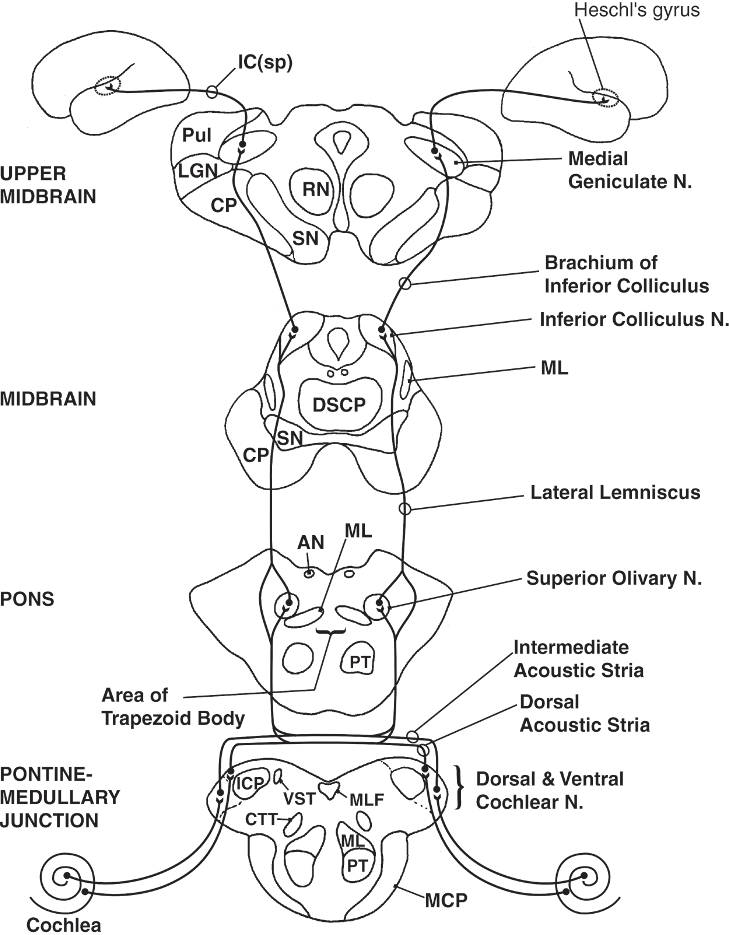 Heschl's gyrus
IC(sp)
Pul
LGN
CP
RN
SN
UPPER
MIDBRAIN
Medial
Geniculate N.
Brachium of
Inferior Colliculus
Inferior Colliculus N.
ML
MIDBRAIN
DSCP
SN
CP
Lateral Lemniscus
AN
ML
Superior Olivary N.
PONS
PT
Intermediate
Acoustic Stria
Area of
Trapezoid Body
Dorsal
Acoustic Stria
PONTINE-
MEDULLARY
JUNCTION
ICP
VST
MLF
CTT
ML
PT
Dorsal & Ventral
Cochlear N.
MCP
Cochlea